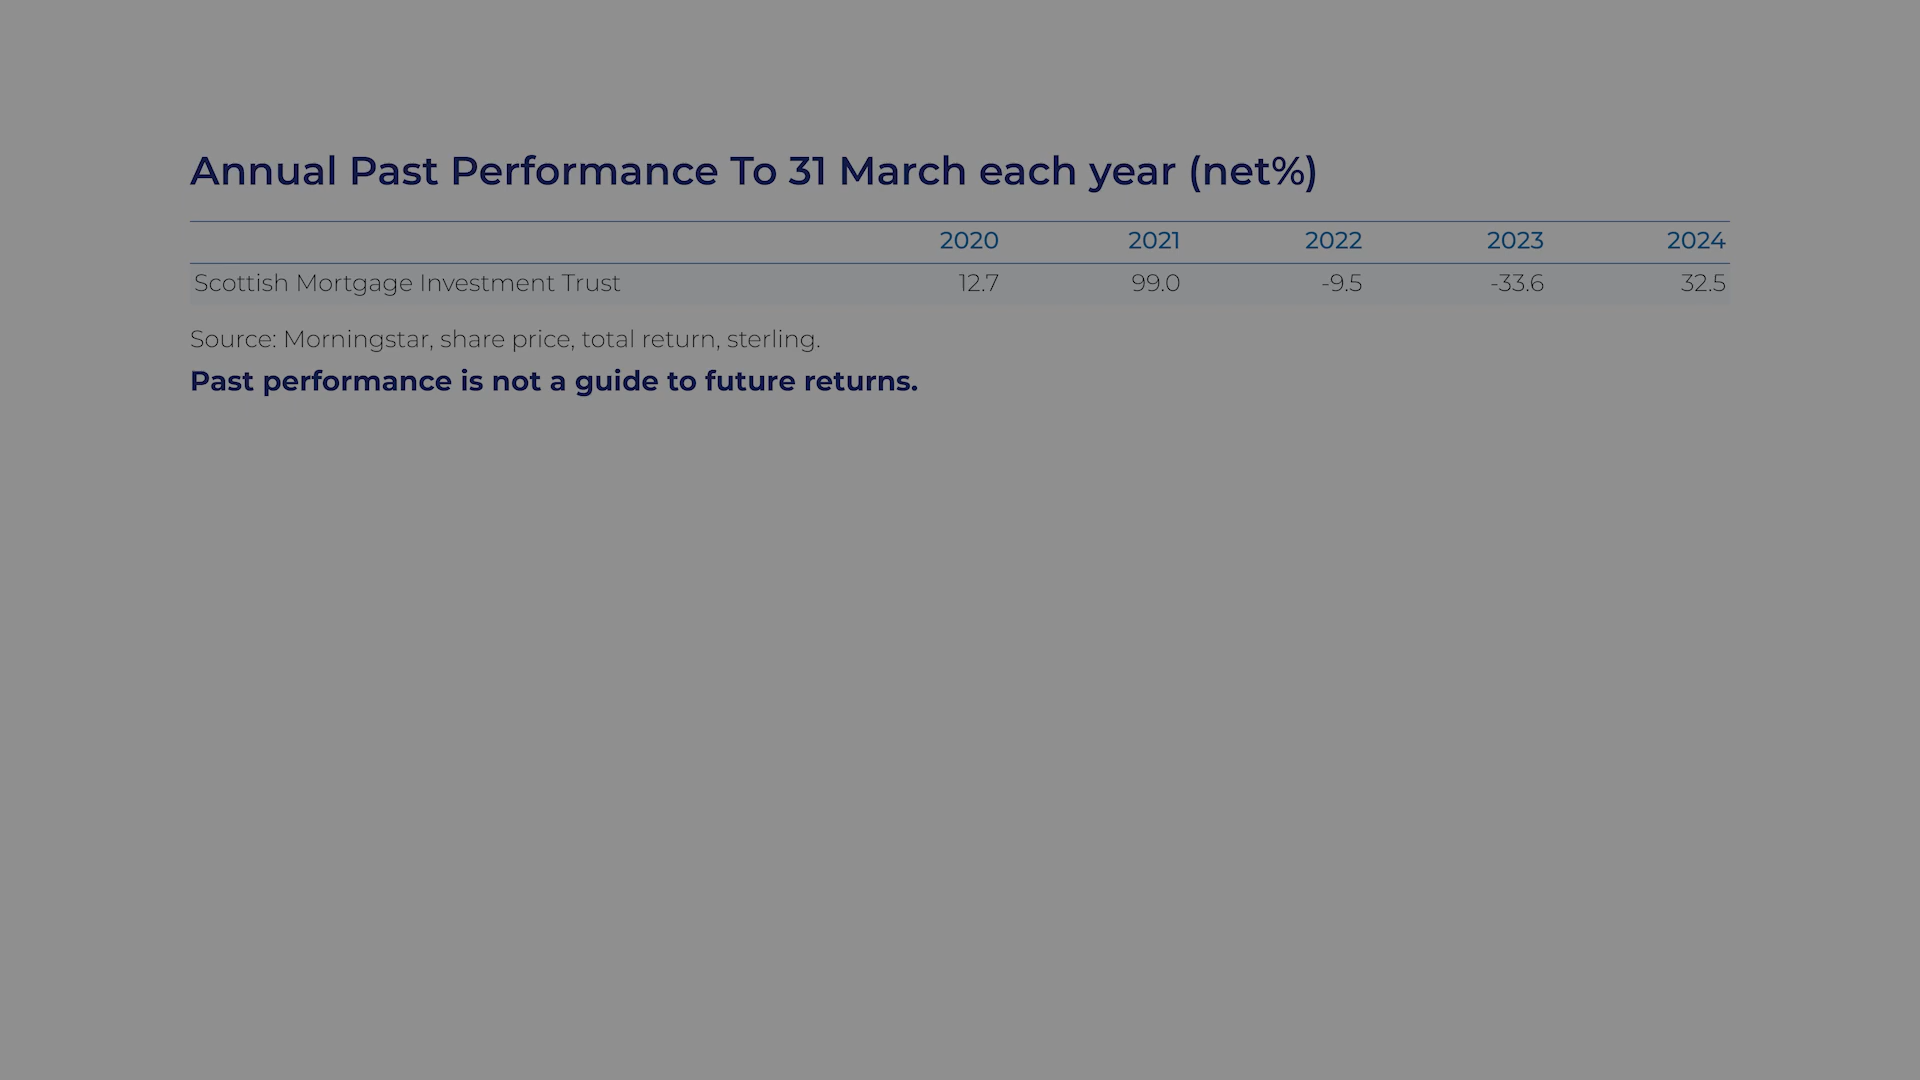 Annual Past Performance To 31 March each year (net%)
2020 2021 2022 2023 2024
Scottish Mortgage Investment Trust 12.7 99.0 -9.5 -33.6 32.5
Source: Morningstar, share price, total return, sterling.
Past performance is not a guide to future returns.